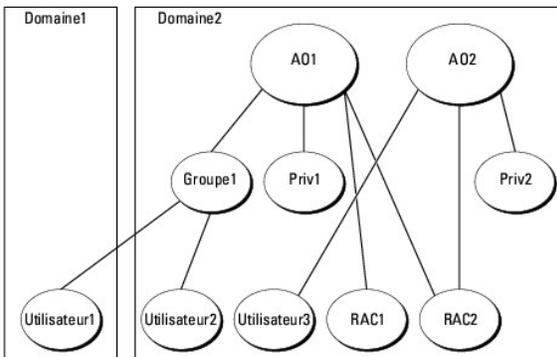 Domaine1
Domaine2
AO1
AO2
Groupe1
Priv1
Priv2
Utilisateur1
Utilisateur2
Utilisateur3
RAC1
RAC2